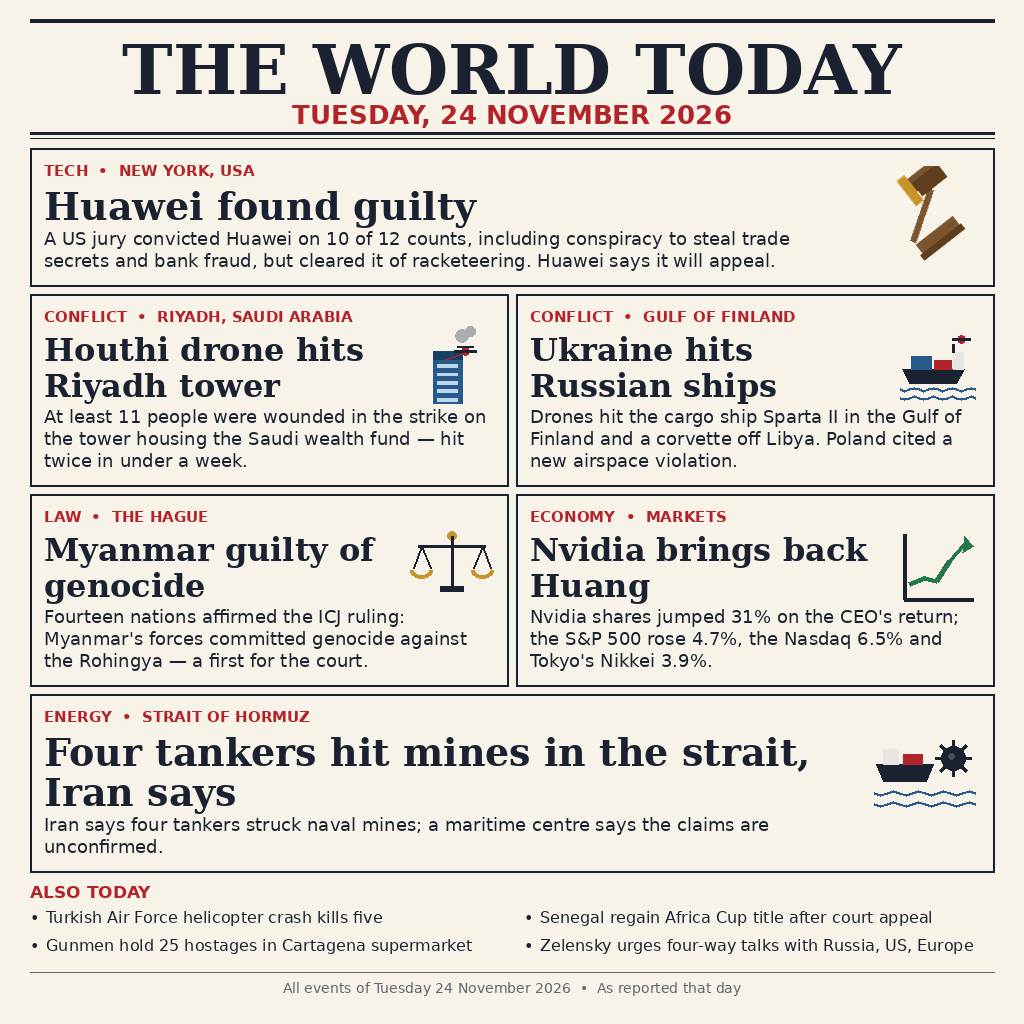 THE WORLD TODAY
TUESDAY, 24 NOVEMBER 2026
TECH • NEW YORK, USA
Huawei found guilty
A US jury convicted Huawei on 10 of 12 counts, including conspiracy to steal trade
secrets and bank fraud, but cleared it of racketeering. Huawei says it will appeal.
CONFLICT • RIYADH, SAUDI ARABIA
Houthi drone hits
Riyadh tower
At least 11 people were wounded in the strike on
the tower housing the Saudi wealth fund — hit
twice in under a week.
CONFLICT • GULF OF FINLAND
Ukraine hits
Russian ships
Drones hit the cargo ship Sparta II in the Gulf of
Finland and a corvette off Libya. Poland cited a
new airspace violation.
LAW • THE HAGUE
Myanmar guilty of
genocide
Fourteen nations affirmed the ICJ ruling:
Myanmar's forces committed genocide against
the Rohingya — a first for the court.
ECONOMY • MARKETS
Nvidia brings back
Huang
Nvidia shares jumped 31% on the CEO's return;
the S&P 500 rose 4.7%, the Nasdaq 6.5% and
Tokyo's Nikkei 3.9%.
ENERGY • STRAIT OF HORMUZ
Four tankers hit mines in the strait,
Iran says
Iran says four tankers struck naval mines; a maritime centre says the claims are
unconfirmed.
ALSO TODAY
• Turkish Air Force helicopter crash kills five
• Gunmen hold 25 hostages in Cartagena supermarket
• Senegal regain Africa Cup title after court appeal
• Zelensky urges four-way talks with Russia, US, Europe
All events of Tuesday 24 November 2026 • As reported that day